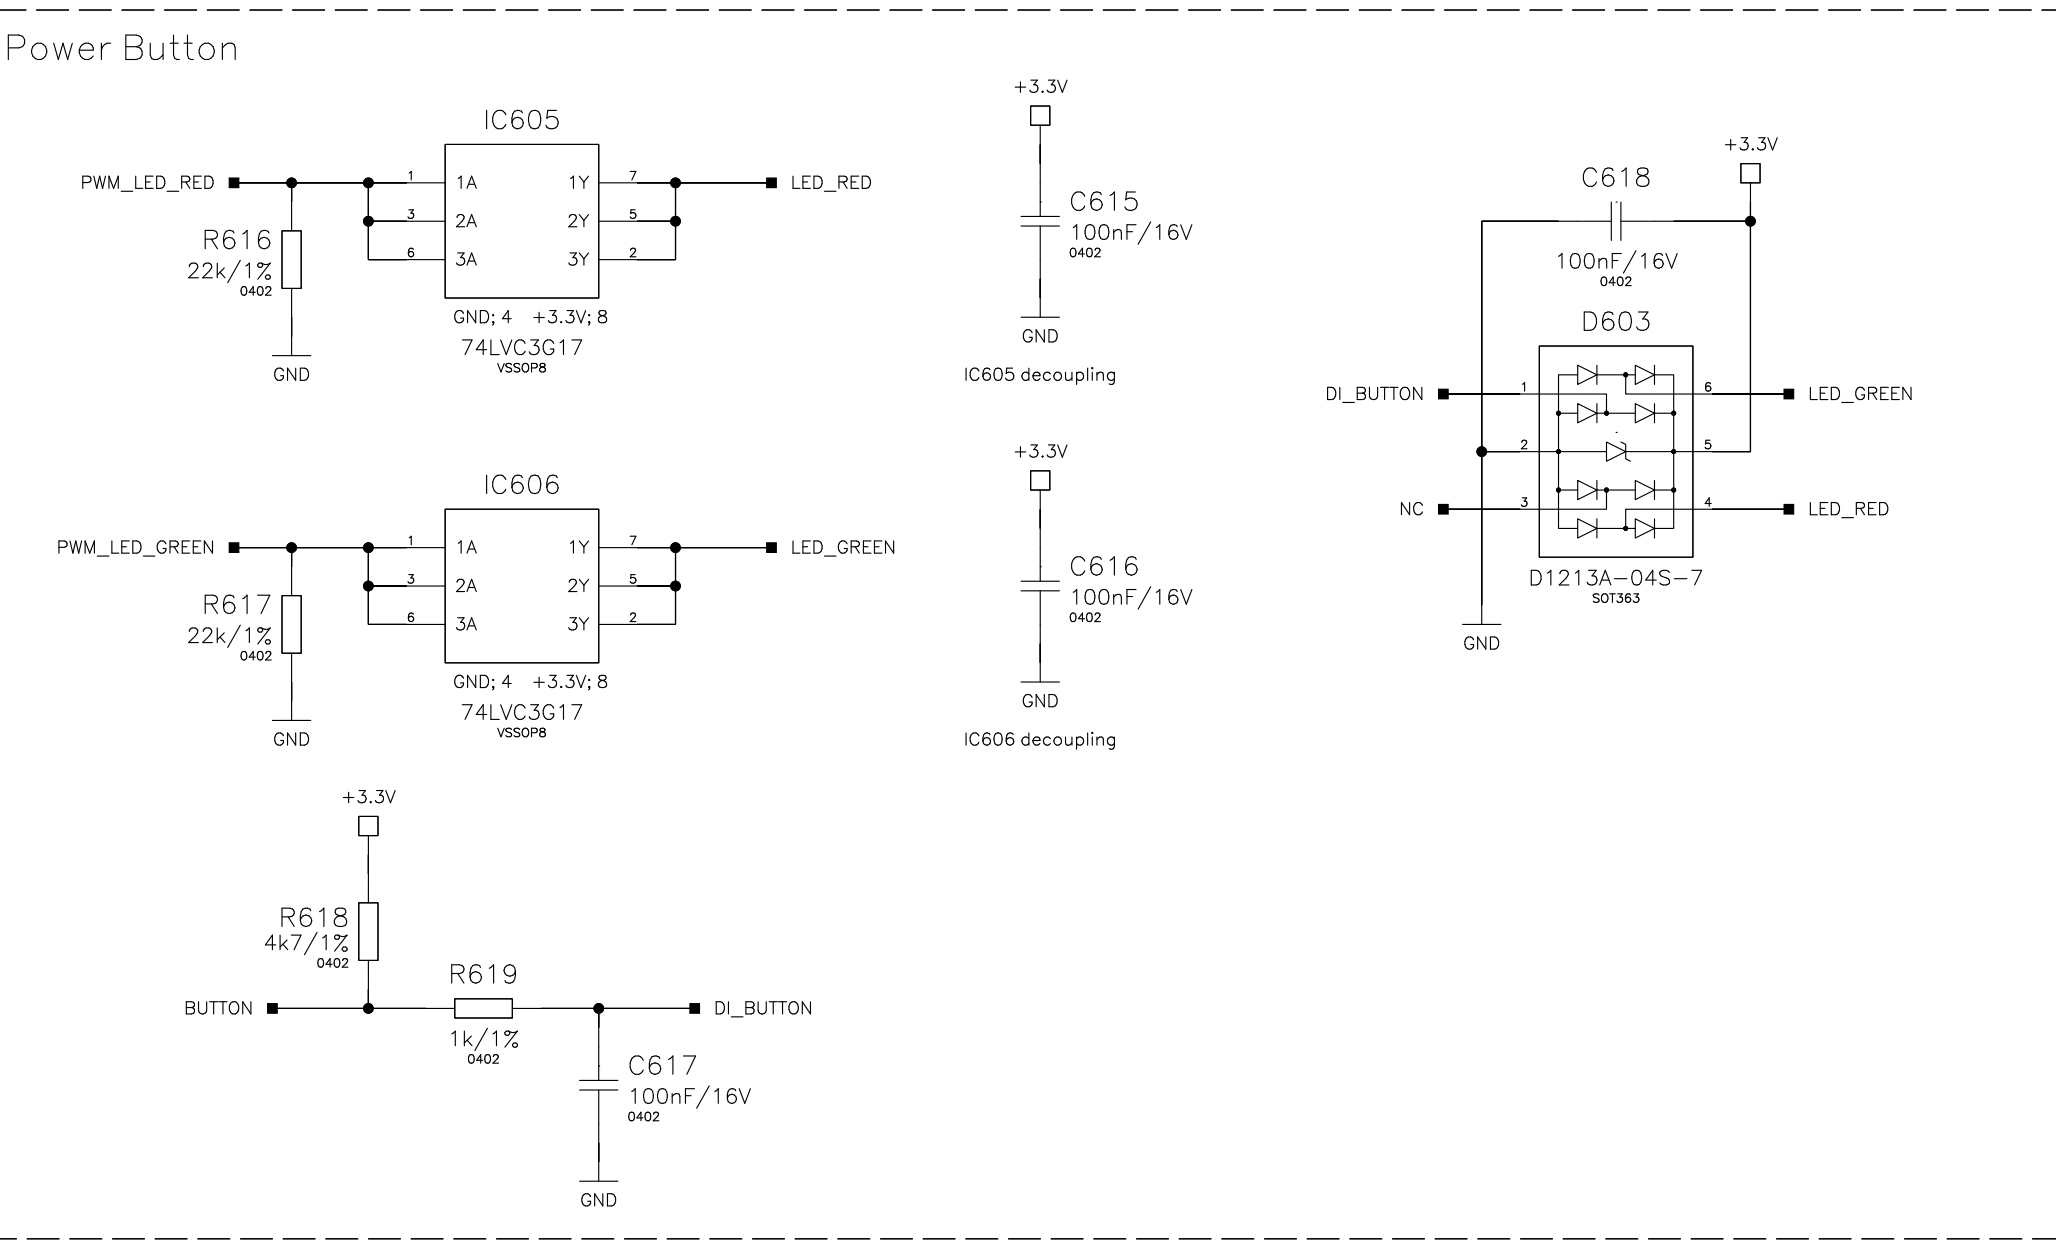 Power Button
IC605
PWM_LED_RED
1 1A 1Y 7
LED_RED
3 2A 2Y 5
6 3A 3Y 2
R616
22k/1%
0402
GND
GND; 4 +3.3V; 8
74LVC3G17
VSSOP8
+3.3V
C615
100nF/16V
0402
GND
IC605 decoupling
IC606
PWM_LED_GREEN
1 1A 1Y 7
LED_GREEN
3 2A 2Y 5
6 3A 3Y 2
R617
22k/1%
0402
GND
GND; 4 +3.3V; 8
74LVC3G17
VSSOP8
+3.3V
C616
100nF/16V
0402
GND
IC606 decoupling
+3.3V
C618
100nF/16V
0402
D603
DI_BUTTON 1 6 LED_GREEN
2 5
NC 3 4 LED_RED
D1213A-04S-7
SOT363
GND
+3.3V
R618
4k7/1%
0402
R619
BUTTON
DI_BUTTON
1k/1%
0402
C617
100nF/16V
0402
GND